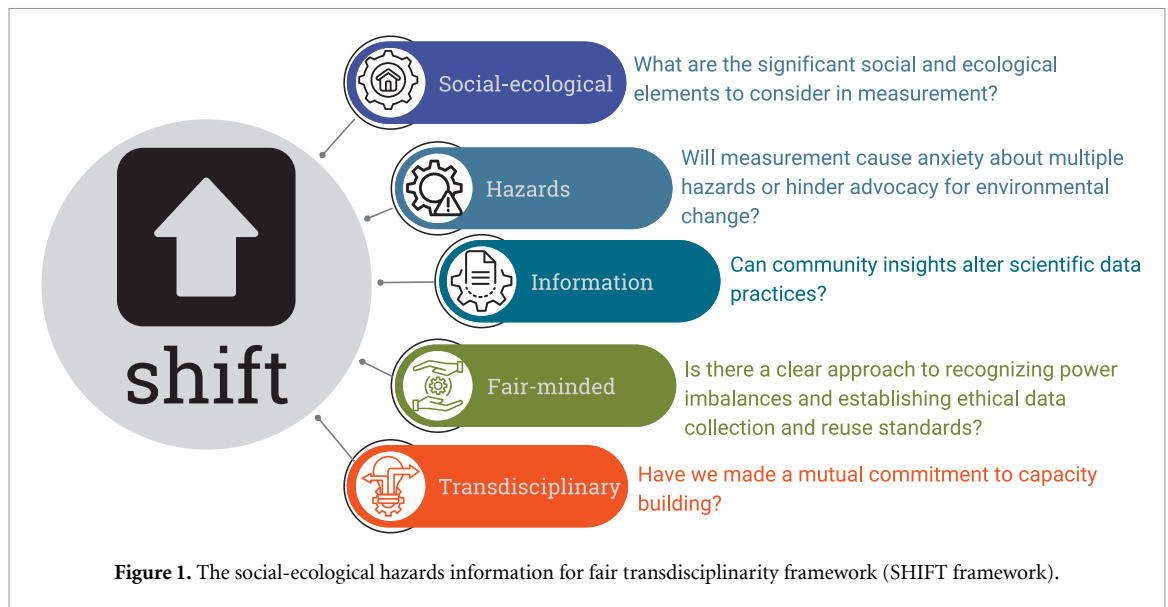 shift
Social-ecological
What are the significant social and ecological
elements to consider in measurement?
Hazards
Will measurement cause anxiety about multiple
hazards or hinder advocacy for environmental
change?
Information
Can community insights alter scientific data
practices?
Fair-minded
Is there a clear approach to recognizing power
imbalances and establishing ethical data
collection and reuse standards?
Transdisciplinary
Have we made a mutual commitment to capacity
building?
Figure 1. The social-ecological hazards information for fair transdisciplinarity framework (SHIFT framework).